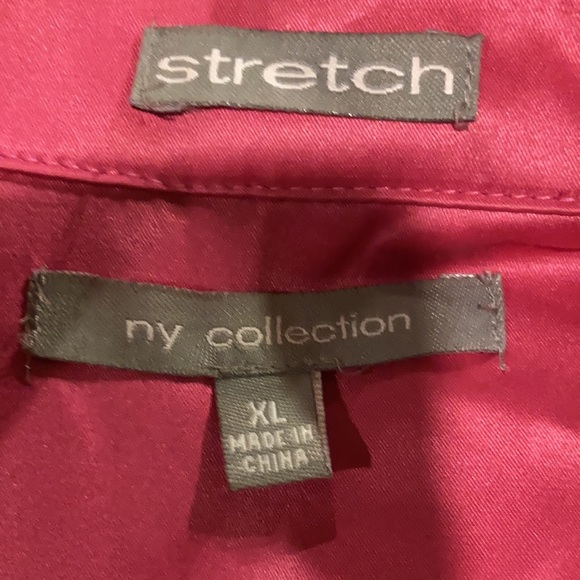 stretch
ny collection
XL
MADE IN
CHINA